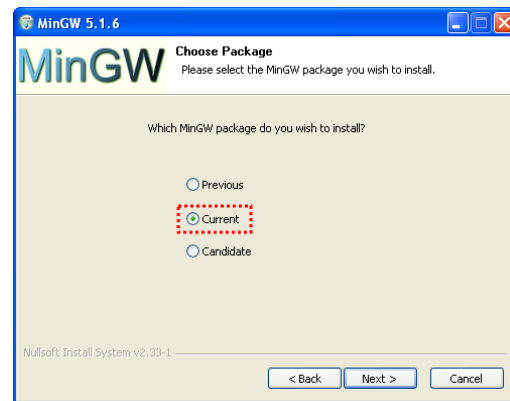 MinGW 5.1.6
MinGW
Choose Package
Please select the MinGW package you wish to install.
Which MinGW package do you wish to install?
Previous
Current
Candidate
Nullsoft Install System v2.33-1
< Back Next > Cancel